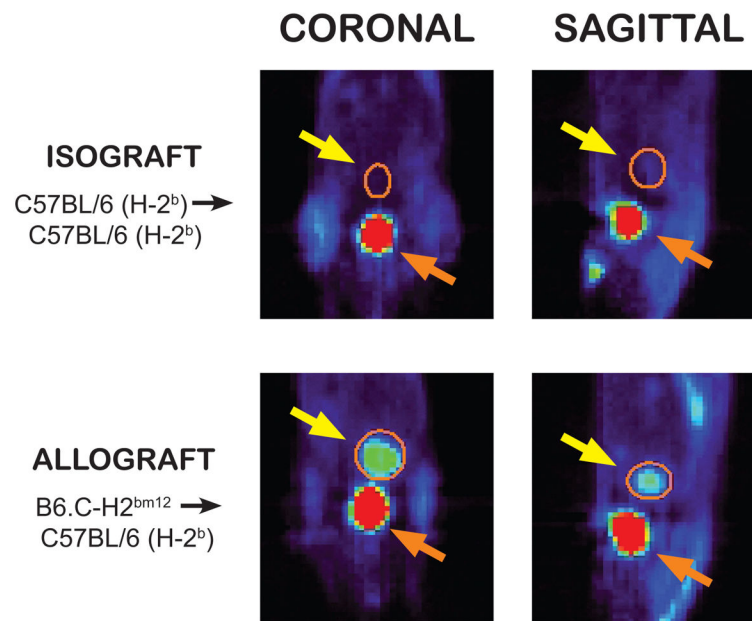 CORONAL SAGITTAL
ISOGRAFT
C57BL/6 (H-2ᵇ) →
C57BL/6 (H-2ᵇ)
ALLOGRAFT
B6.C-H2ᵇᵐ¹² →
C57BL/6 (H-2ᵇ)